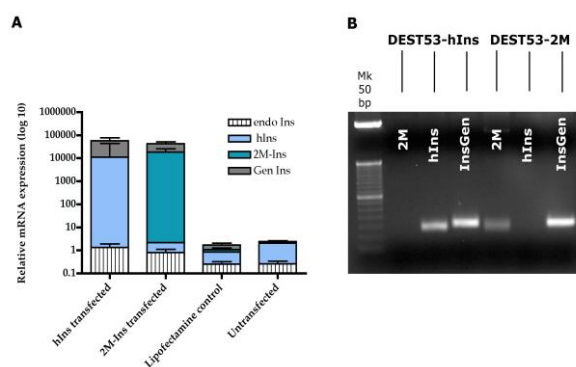 A
Relative mRNA expression (log 10)
1000000
100000
10000
1000
100
10
1
0.1
endo Ins
hIns
2M-Ins
Gen Ins
hIns transfected
2M-Ins transfected
Lipofectamine control
Untransfected
B
DEST53-hIns DEST53-2M
Mk
50
bp
2M
hIns
InsGen
2M
hIns
InsGen